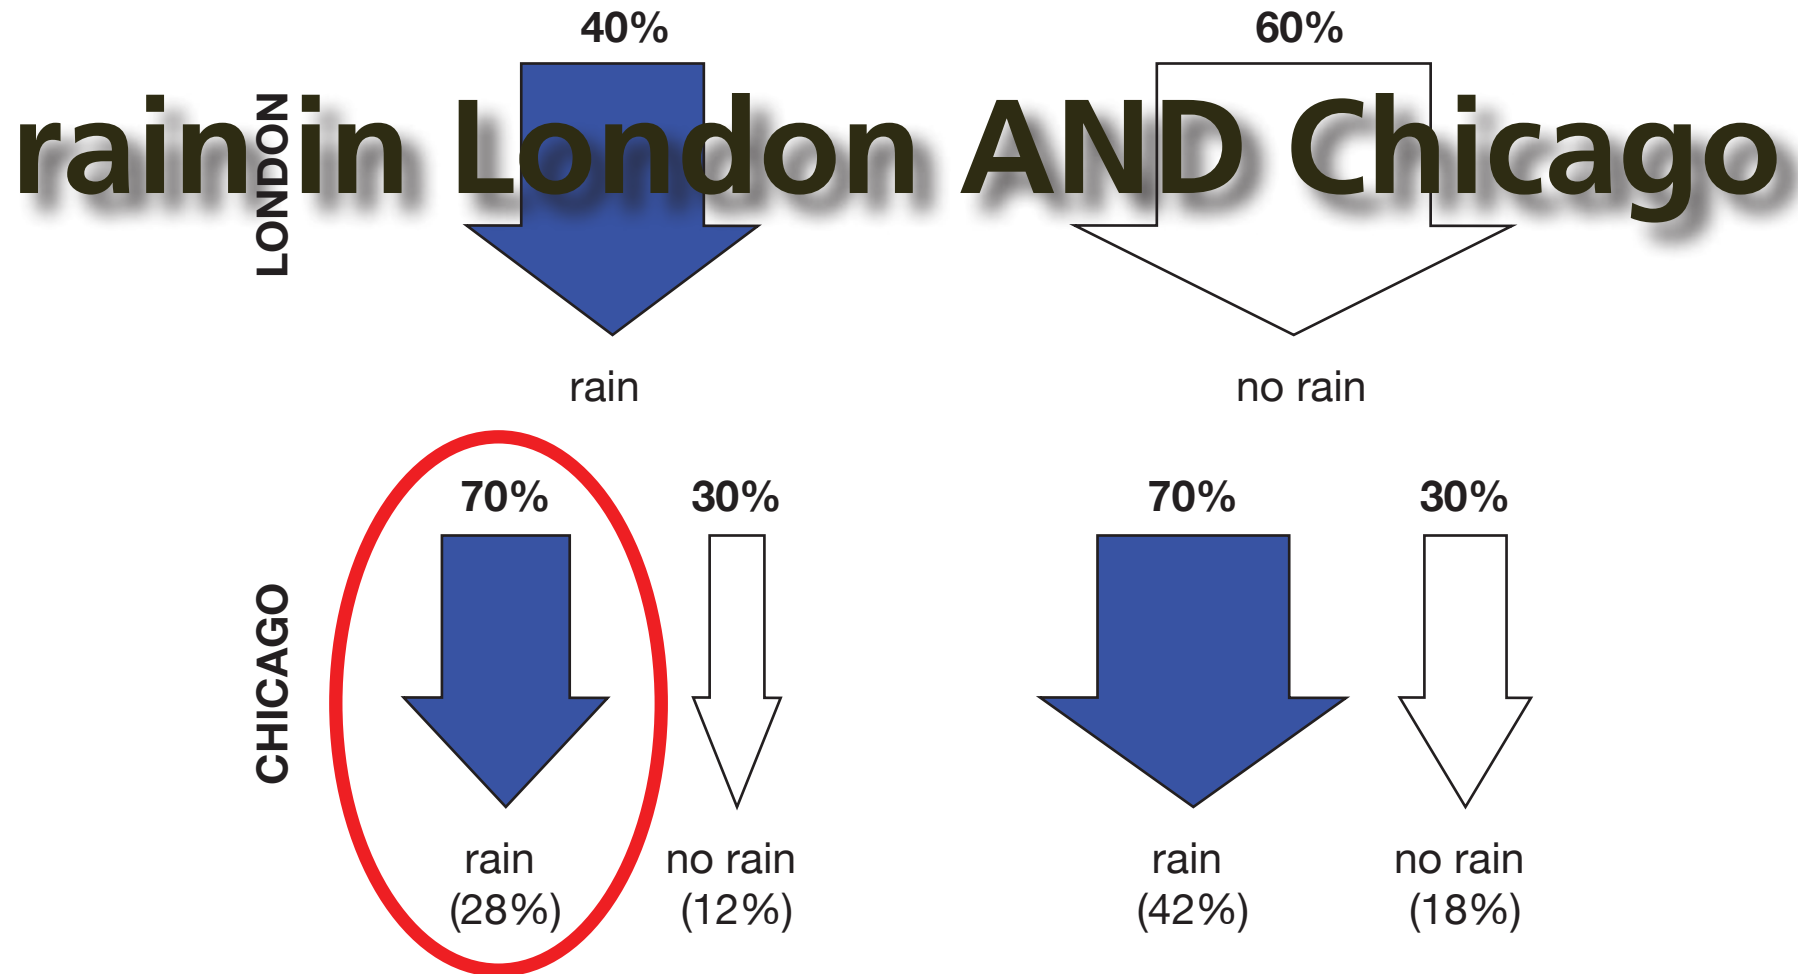 40% 60%
rain in London AND Chicago
LONDON
rain no rain
70% 30% 70% 30%
CHICAGO
rain no rain rain no rain
(28%) (12%) (42%) (18%)